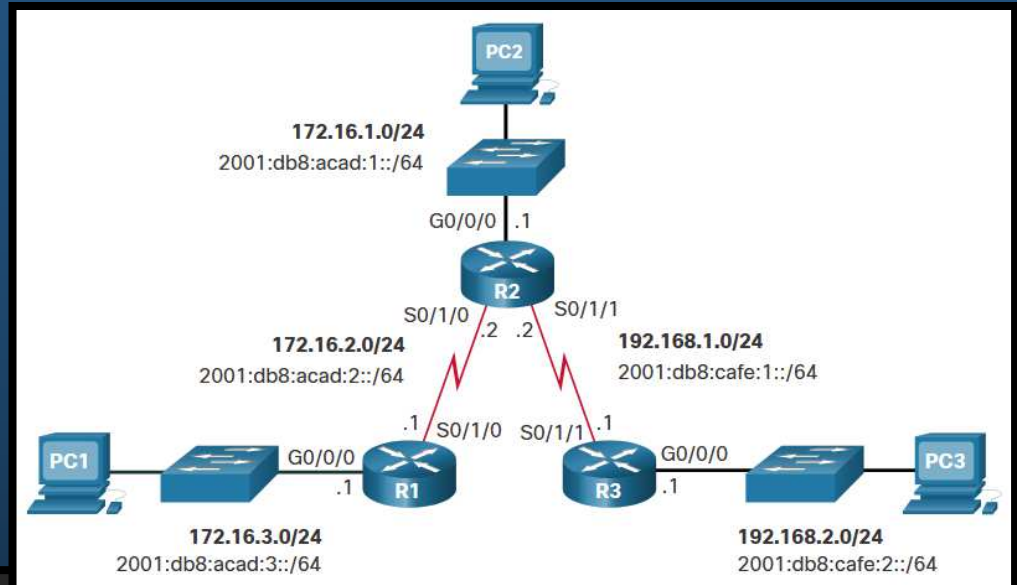 PC2
172.16.1.0/24
2001:db8:acad:1::/64
G0/0/0 .1
R2
S0/1/0 .2 .2 S0/1/1
172.16.2.0/24
2001:db8:acad:2::/64
192.168.1.0/24
2001:db8:cafe:1::/64
.1 S0/1/0
S0/1/1 .1
PC1
G0/0/0
.1
R1
R3
G0/0/0
.1
PC3
172.16.3.0/24
2001:db8:acad:3::/64
192.168.2.0/24
2001:db8:cafe:2::/64